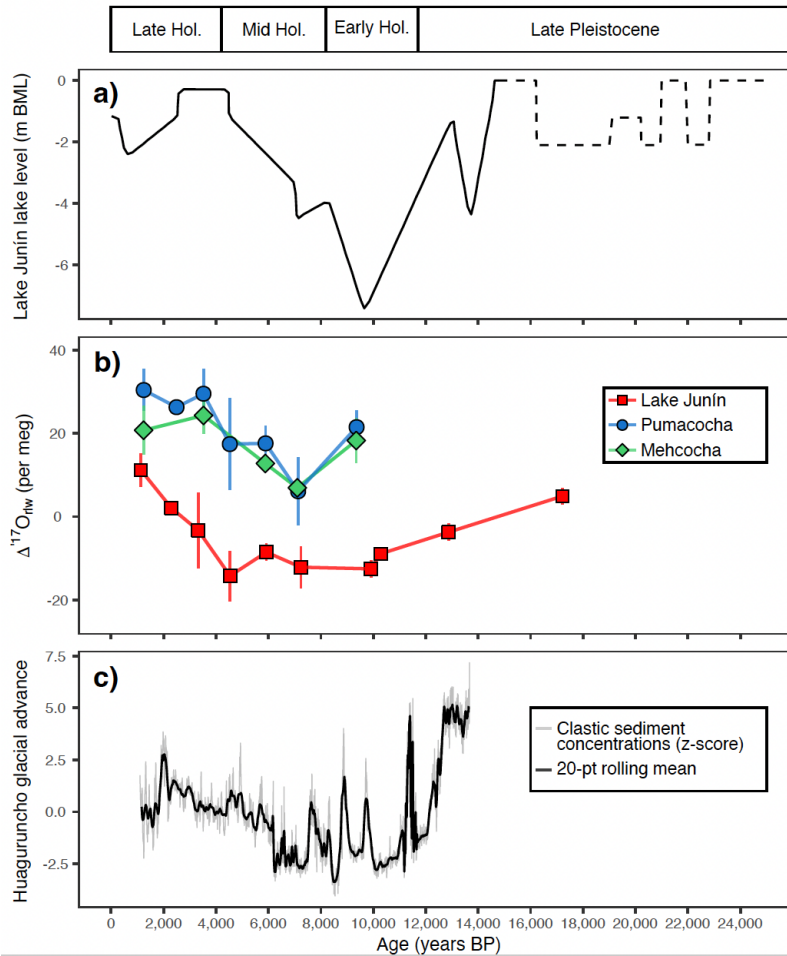 Late Hol. Mid Hol. Early Hol. Late Pleistocene
a)
Lake Junín lake level (m BML)
0
-2
-4
-6
b)
Δ'¹⁷Oᵣfₗw (per meg)
40
20
0
-20
Lake Junín
Pumacocha
Mehcocha
c)
Huaguruncho glacial advance
7.5
5.0
2.5
0.0
-2.5
Clastic sediment
concentrations (z-score)
20-pt rolling mean
0 2,000 4,000 6,000 8,000 10,000 12,000 14,000 16,000 18,000 20,000 22,000 24,000
Age (years BP)